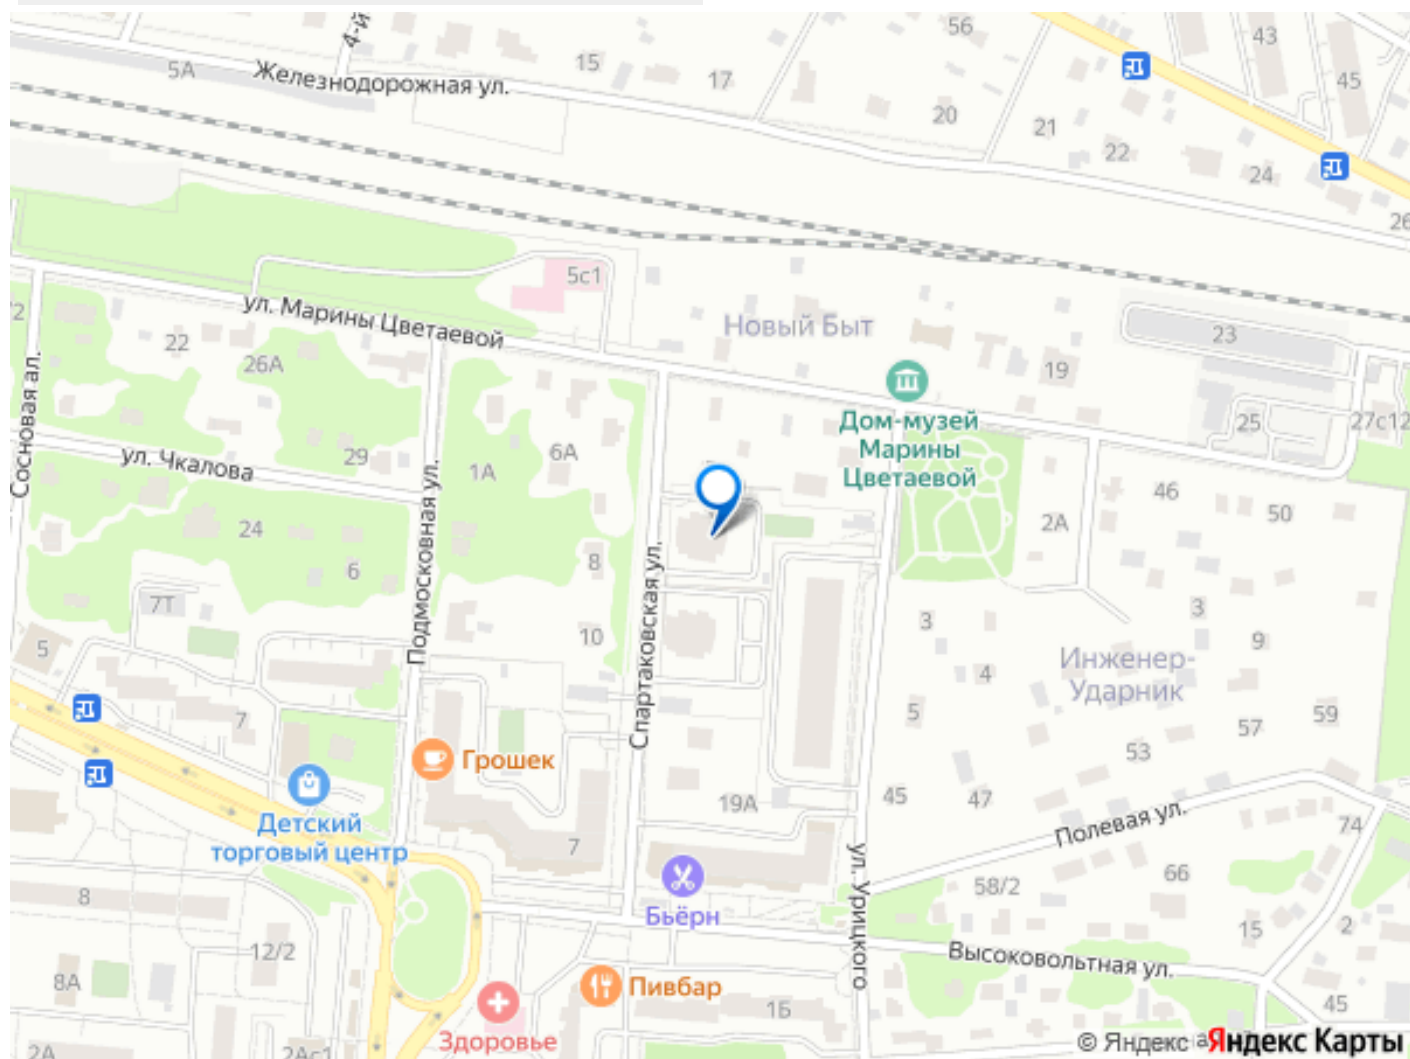 56
43
4-й
15
5А
Железнодорожная ул.
17
45
20
21
22
24
26
5с1
ул. Марины Цветаевой
Новый Быт
23
22
26А
19
Сосновая ал.
Дом-музей
Марины
Цветаевой
25
27с12
ул. Чкалова
29
1А
6А
46
50
2А
24
Подмосковная ул.
Спартаковская ул.
8
6
7Т
3
3
10
9
5
4
Инженер-
Ударник
7
5
59
57
53
Грошек
19А
45
47
Полевая ул.
74
Детский
торговый центр
7
ул. Урицкого
66
58/2
8
Бьёрн
15
2
12/2
Высоковольтная ул.
8А
Пивбар
1Б
45
Здоровье
2А
2Ас1
© Яндекс Яндекс Карты